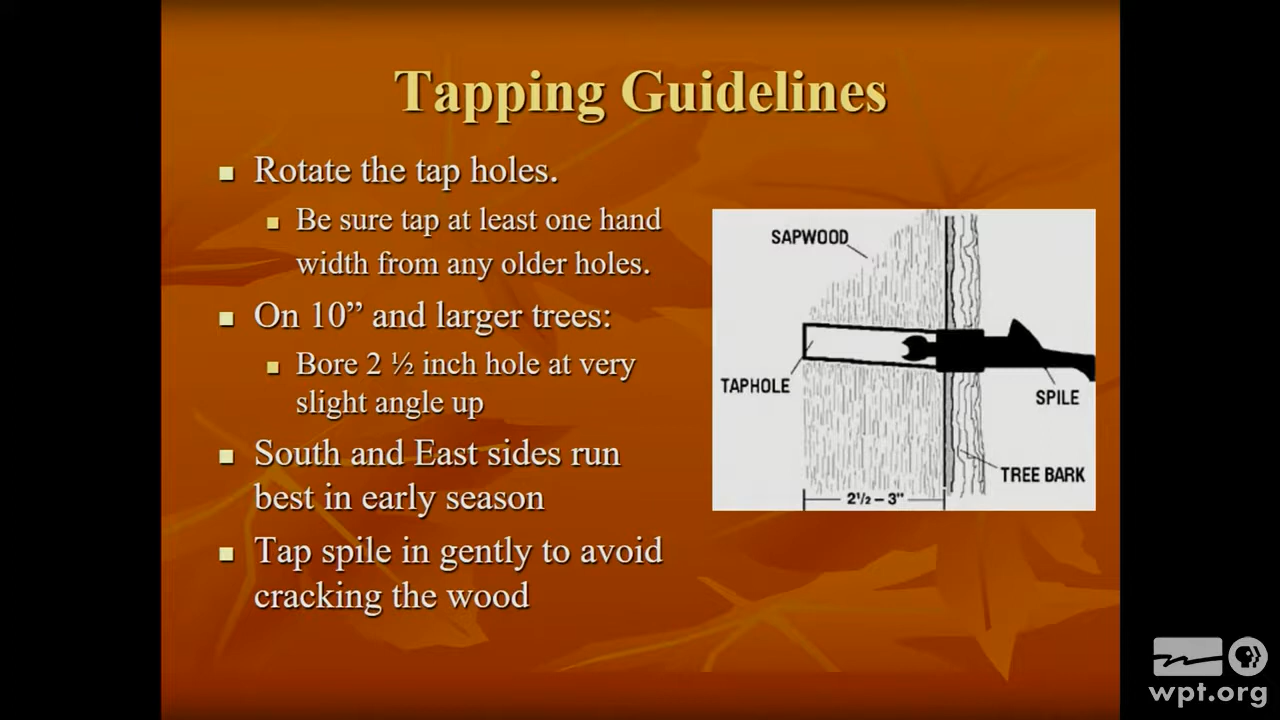 Tapping Guidelines
Rotate the tap holes.
Be sure tap at least one hand
width from any older holes.
On 10” and larger trees:
Bore 2 ½ inch hole at very
slight angle up
South and East sides run
best in early season
Tap spile in gently to avoid
cracking the wood
SAPWOOD
TAPHOLE
SPILE
TREE BARK
2½ – 3"
wpt.org